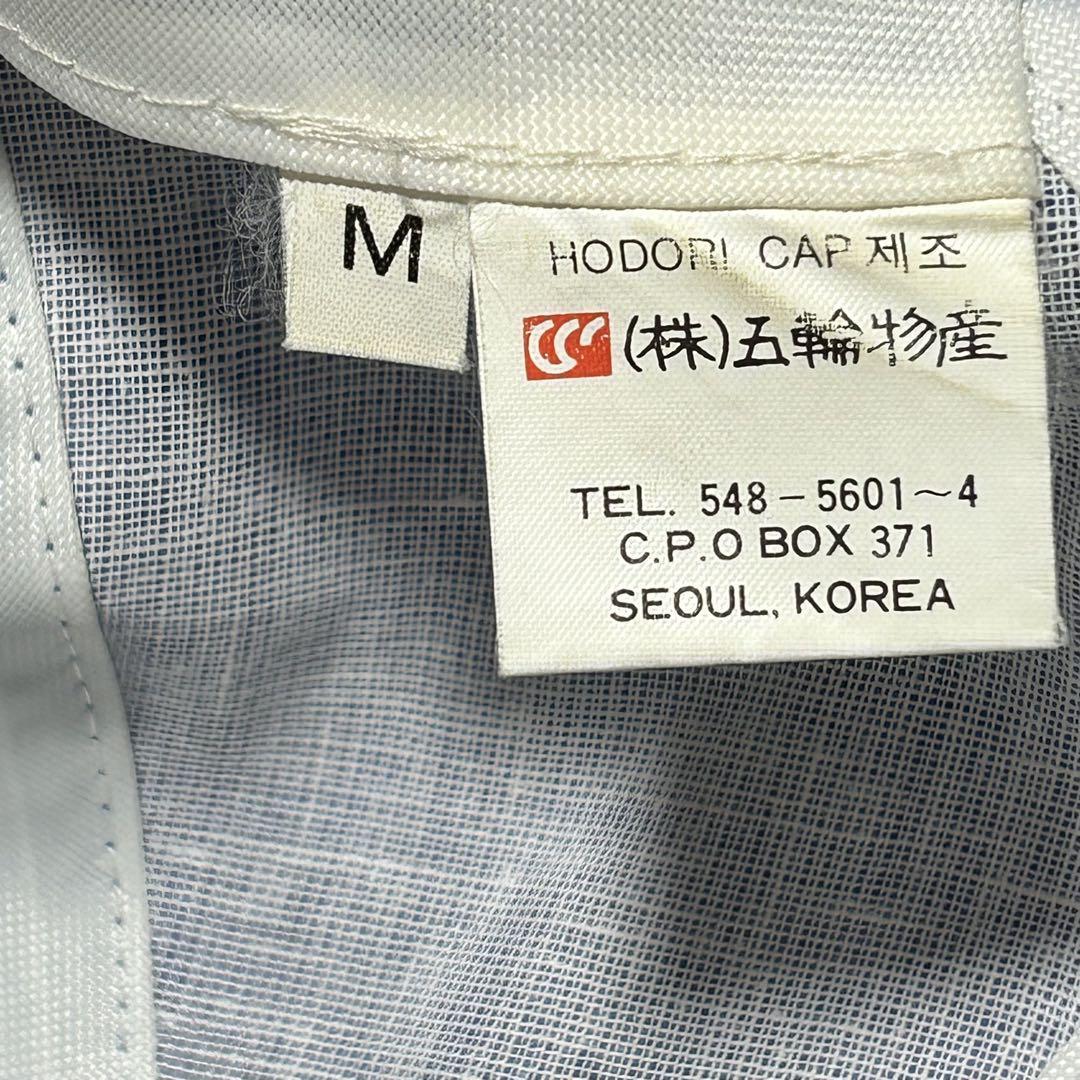 M
HODORI CAP 제조
(株)五輪物産
TEL. 548-5601~4
C.P.O BOX 371
SEOUL, KOREA